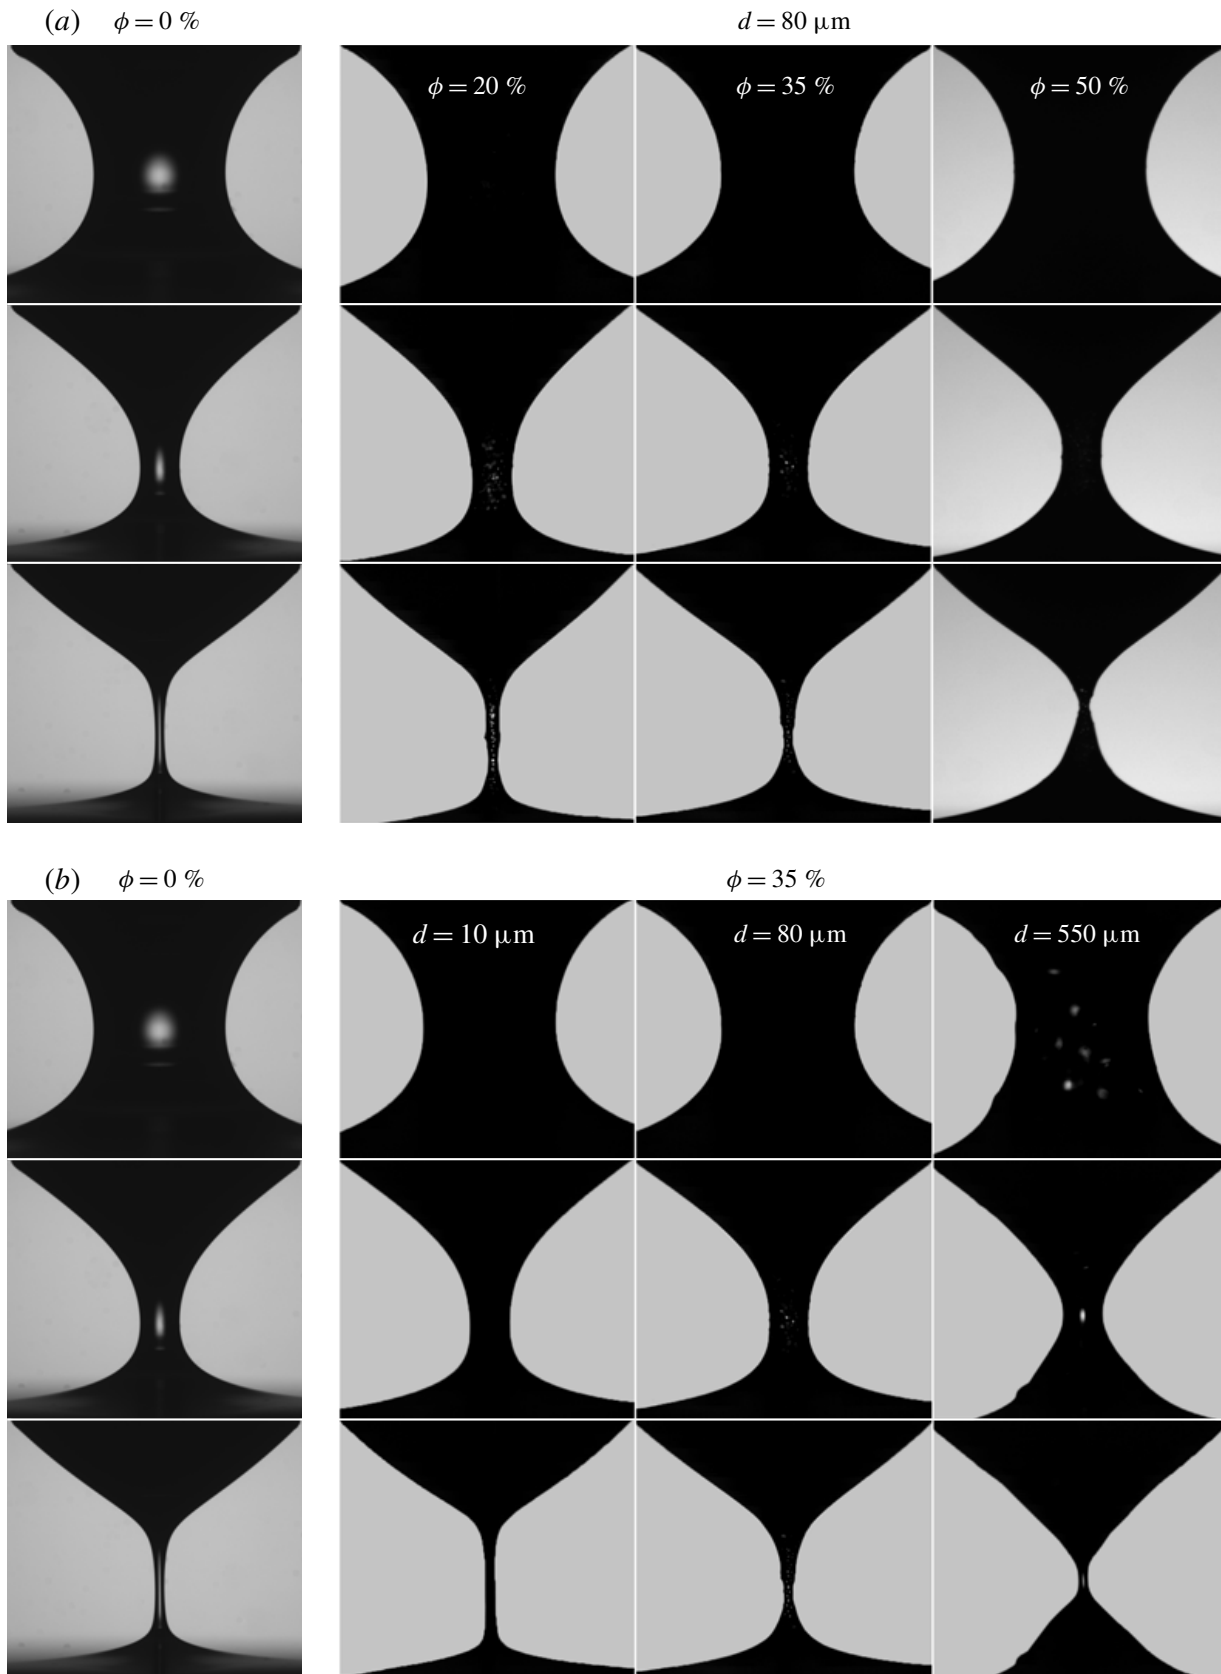 (a) ϕ = 0 % d = 80 μm
ϕ = 20 % ϕ = 35 % ϕ = 50 %
(b) ϕ = 0 % ϕ = 35 %
d = 10 μm d = 80 μm d = 550 μm